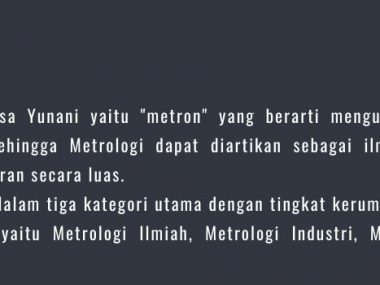 sa Yunani yaitu "metron" yang berarti mengu
ehingga Metrologi dapat diartikan sebagai il
ran secara luas.
dalam tiga kategori utama dengan tingkat kerum
yaitu Metrologi Ilmiah, Metrologi Industri, M